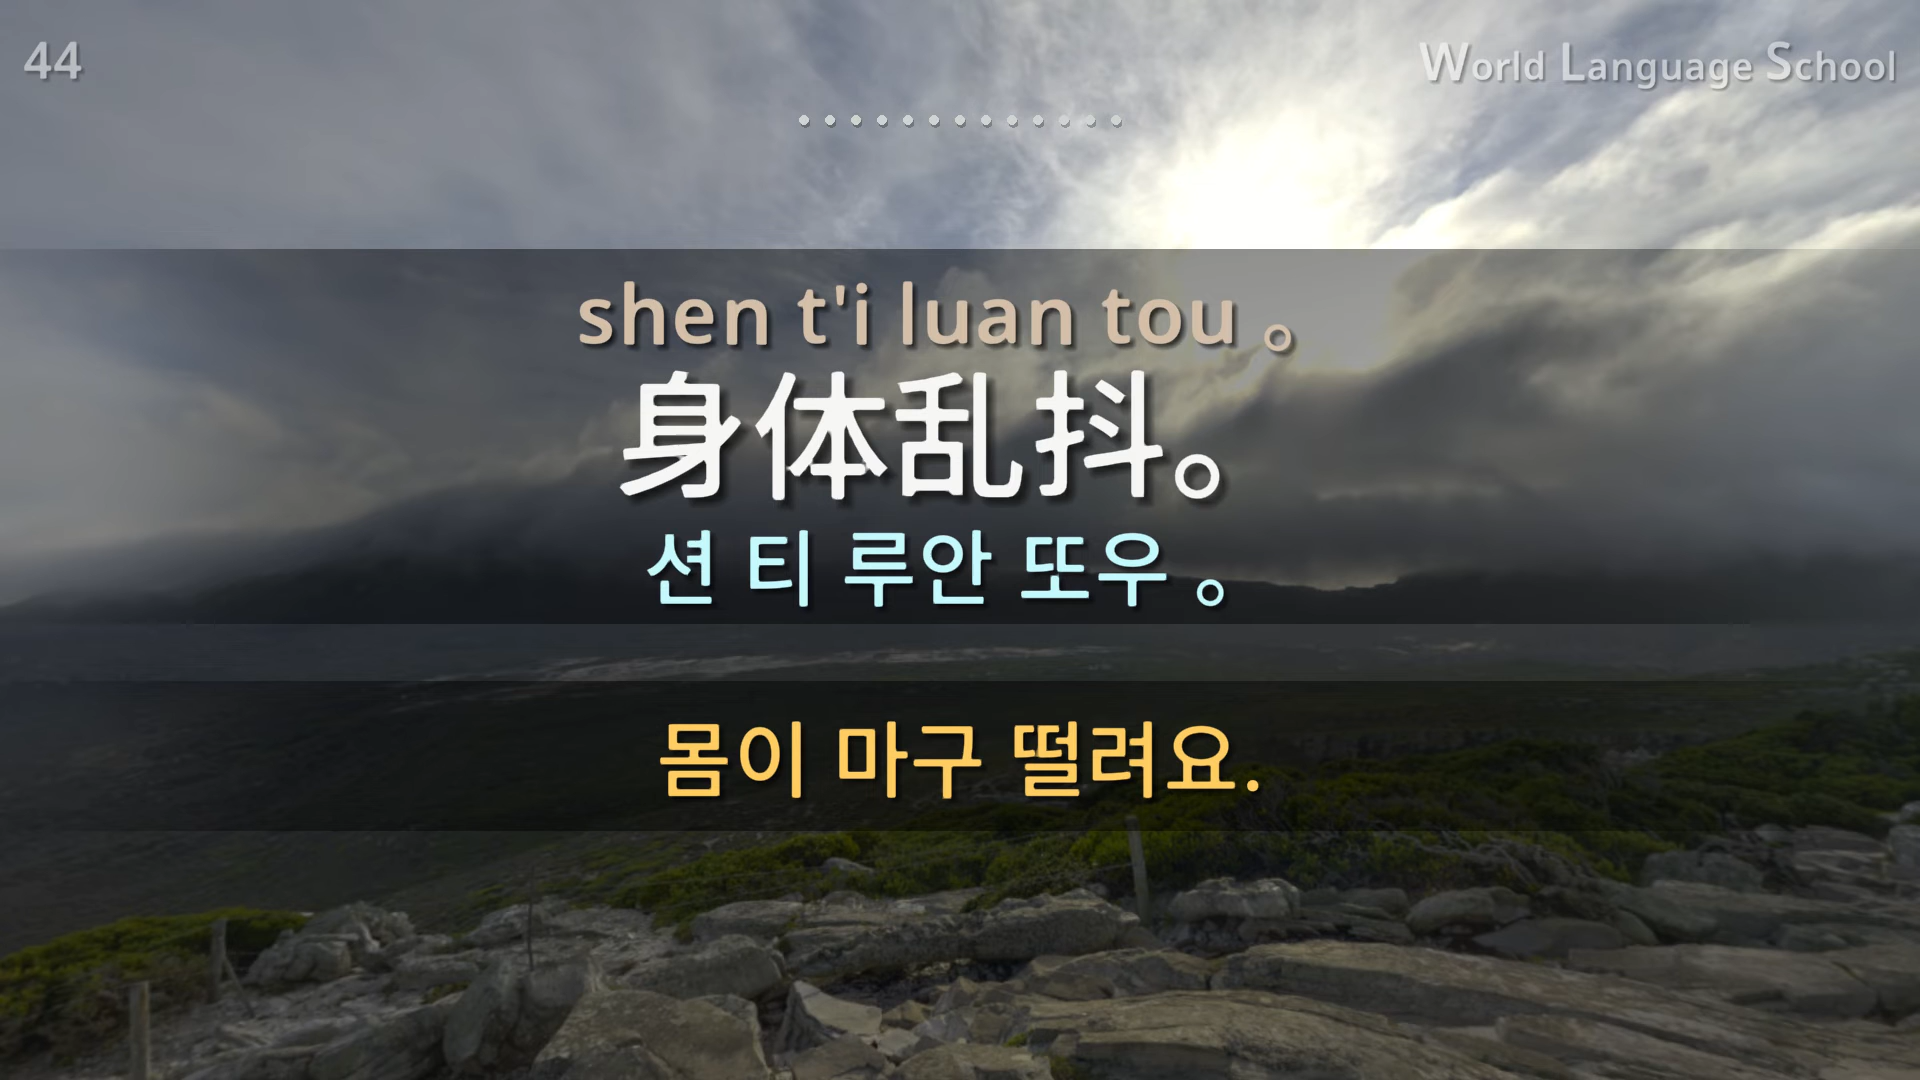 44
World Language School
shen t'i luan tou 。
身体乱抖。
션 티 루안 또우 。
몸이 마구 떨려요.